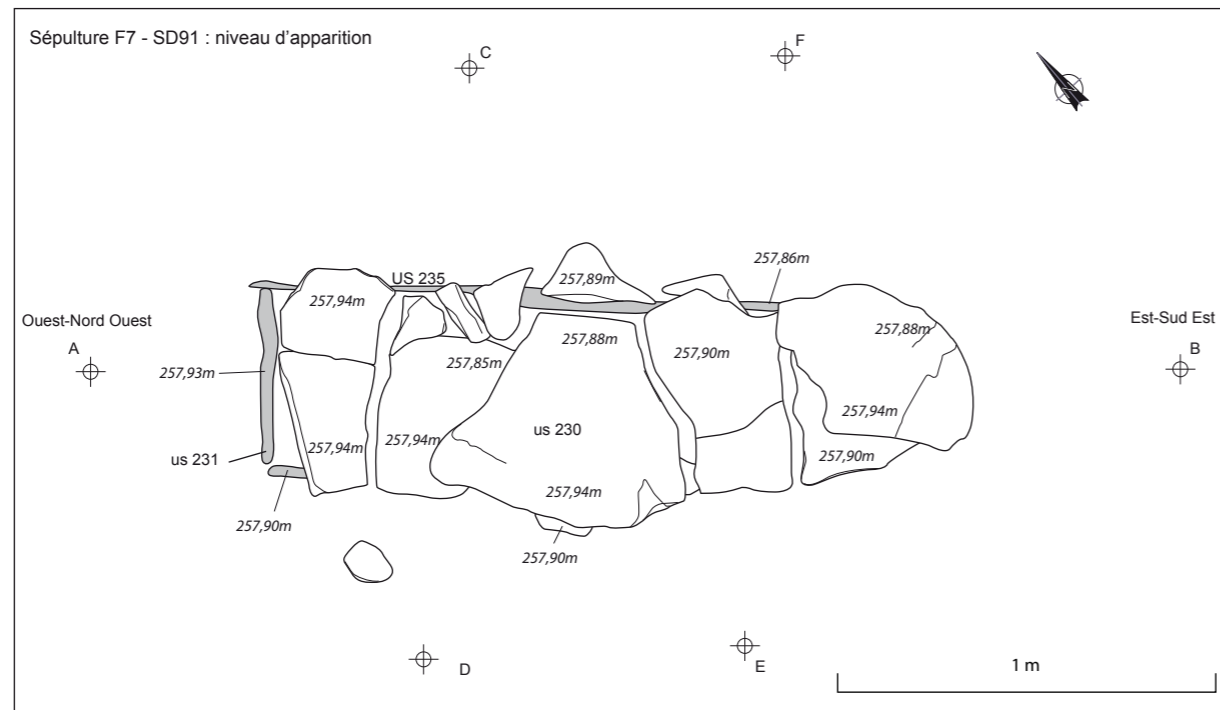 Sépulture F7 - SD91 : niveau d'apparition
C
F
257,86m
257,89m
US 235
257,94m
Ouest-Nord Ouest
A
257,93m
257,85m
257,88m
257,90m
257,88m
Est-Sud Est
B
us 231
257,94m
257,94m
us 230
257,94m
257,94m
257,90m
257,90m
257,90m
D
E
1 m